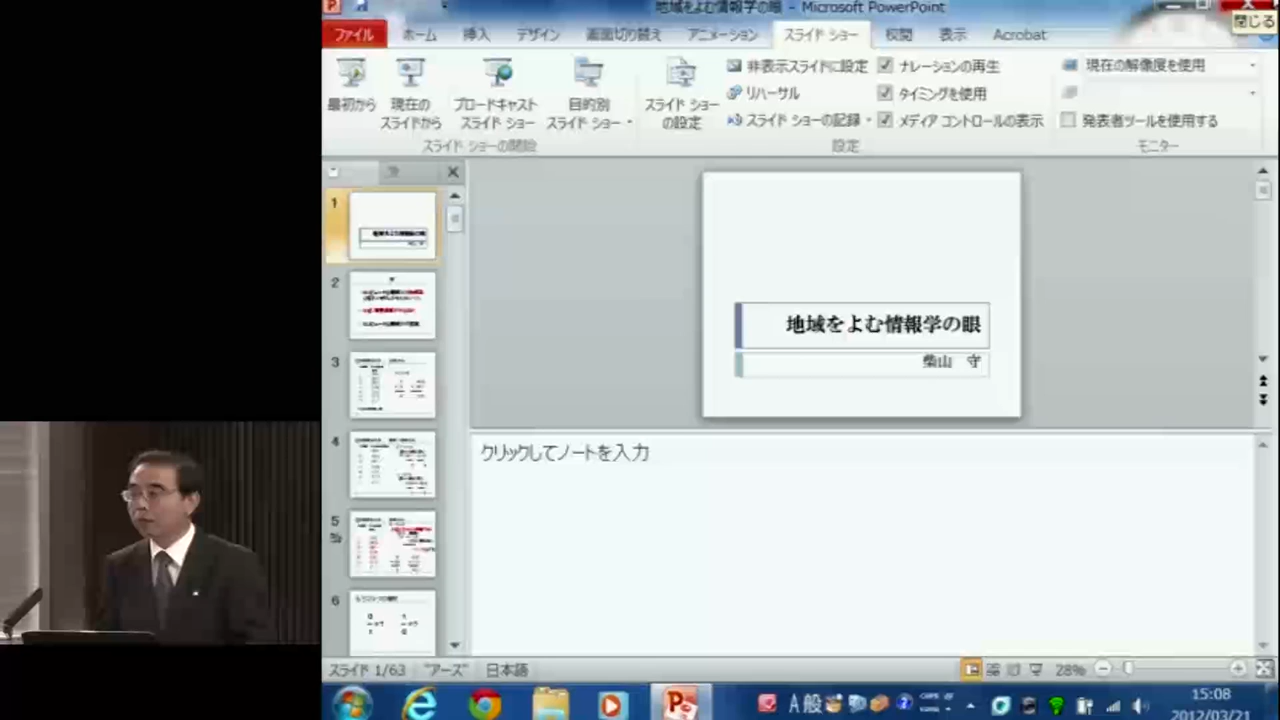 地域をよむ情報学の眼 - Microsoft PowerPoint
閉じる
ファイル ホーム 挿入 デザイン 画面切り替え アニメーション スライド ショー 校閲 表示 Acrobat
最初から
現在の
スライドから
ブロードキャスト
スライド ショー
目的別
スライド ショー
スライド ショーの開始
スライド ショー
の設定
非表示スライドに設定
リハーサル
スライド ショーの記録
ナレーションの再生
タイミングを使用
メディア コントロールの表示
設定
現在の解像度を使用
発表者ツールを使用する
モニター
1
2
3
4
5
6
地域をよむ情報学の眼
柴山 守
クリックしてノートを入力
スライド 1/63 "アース" 日本語 28%
A 般
15:08
2012/03/21